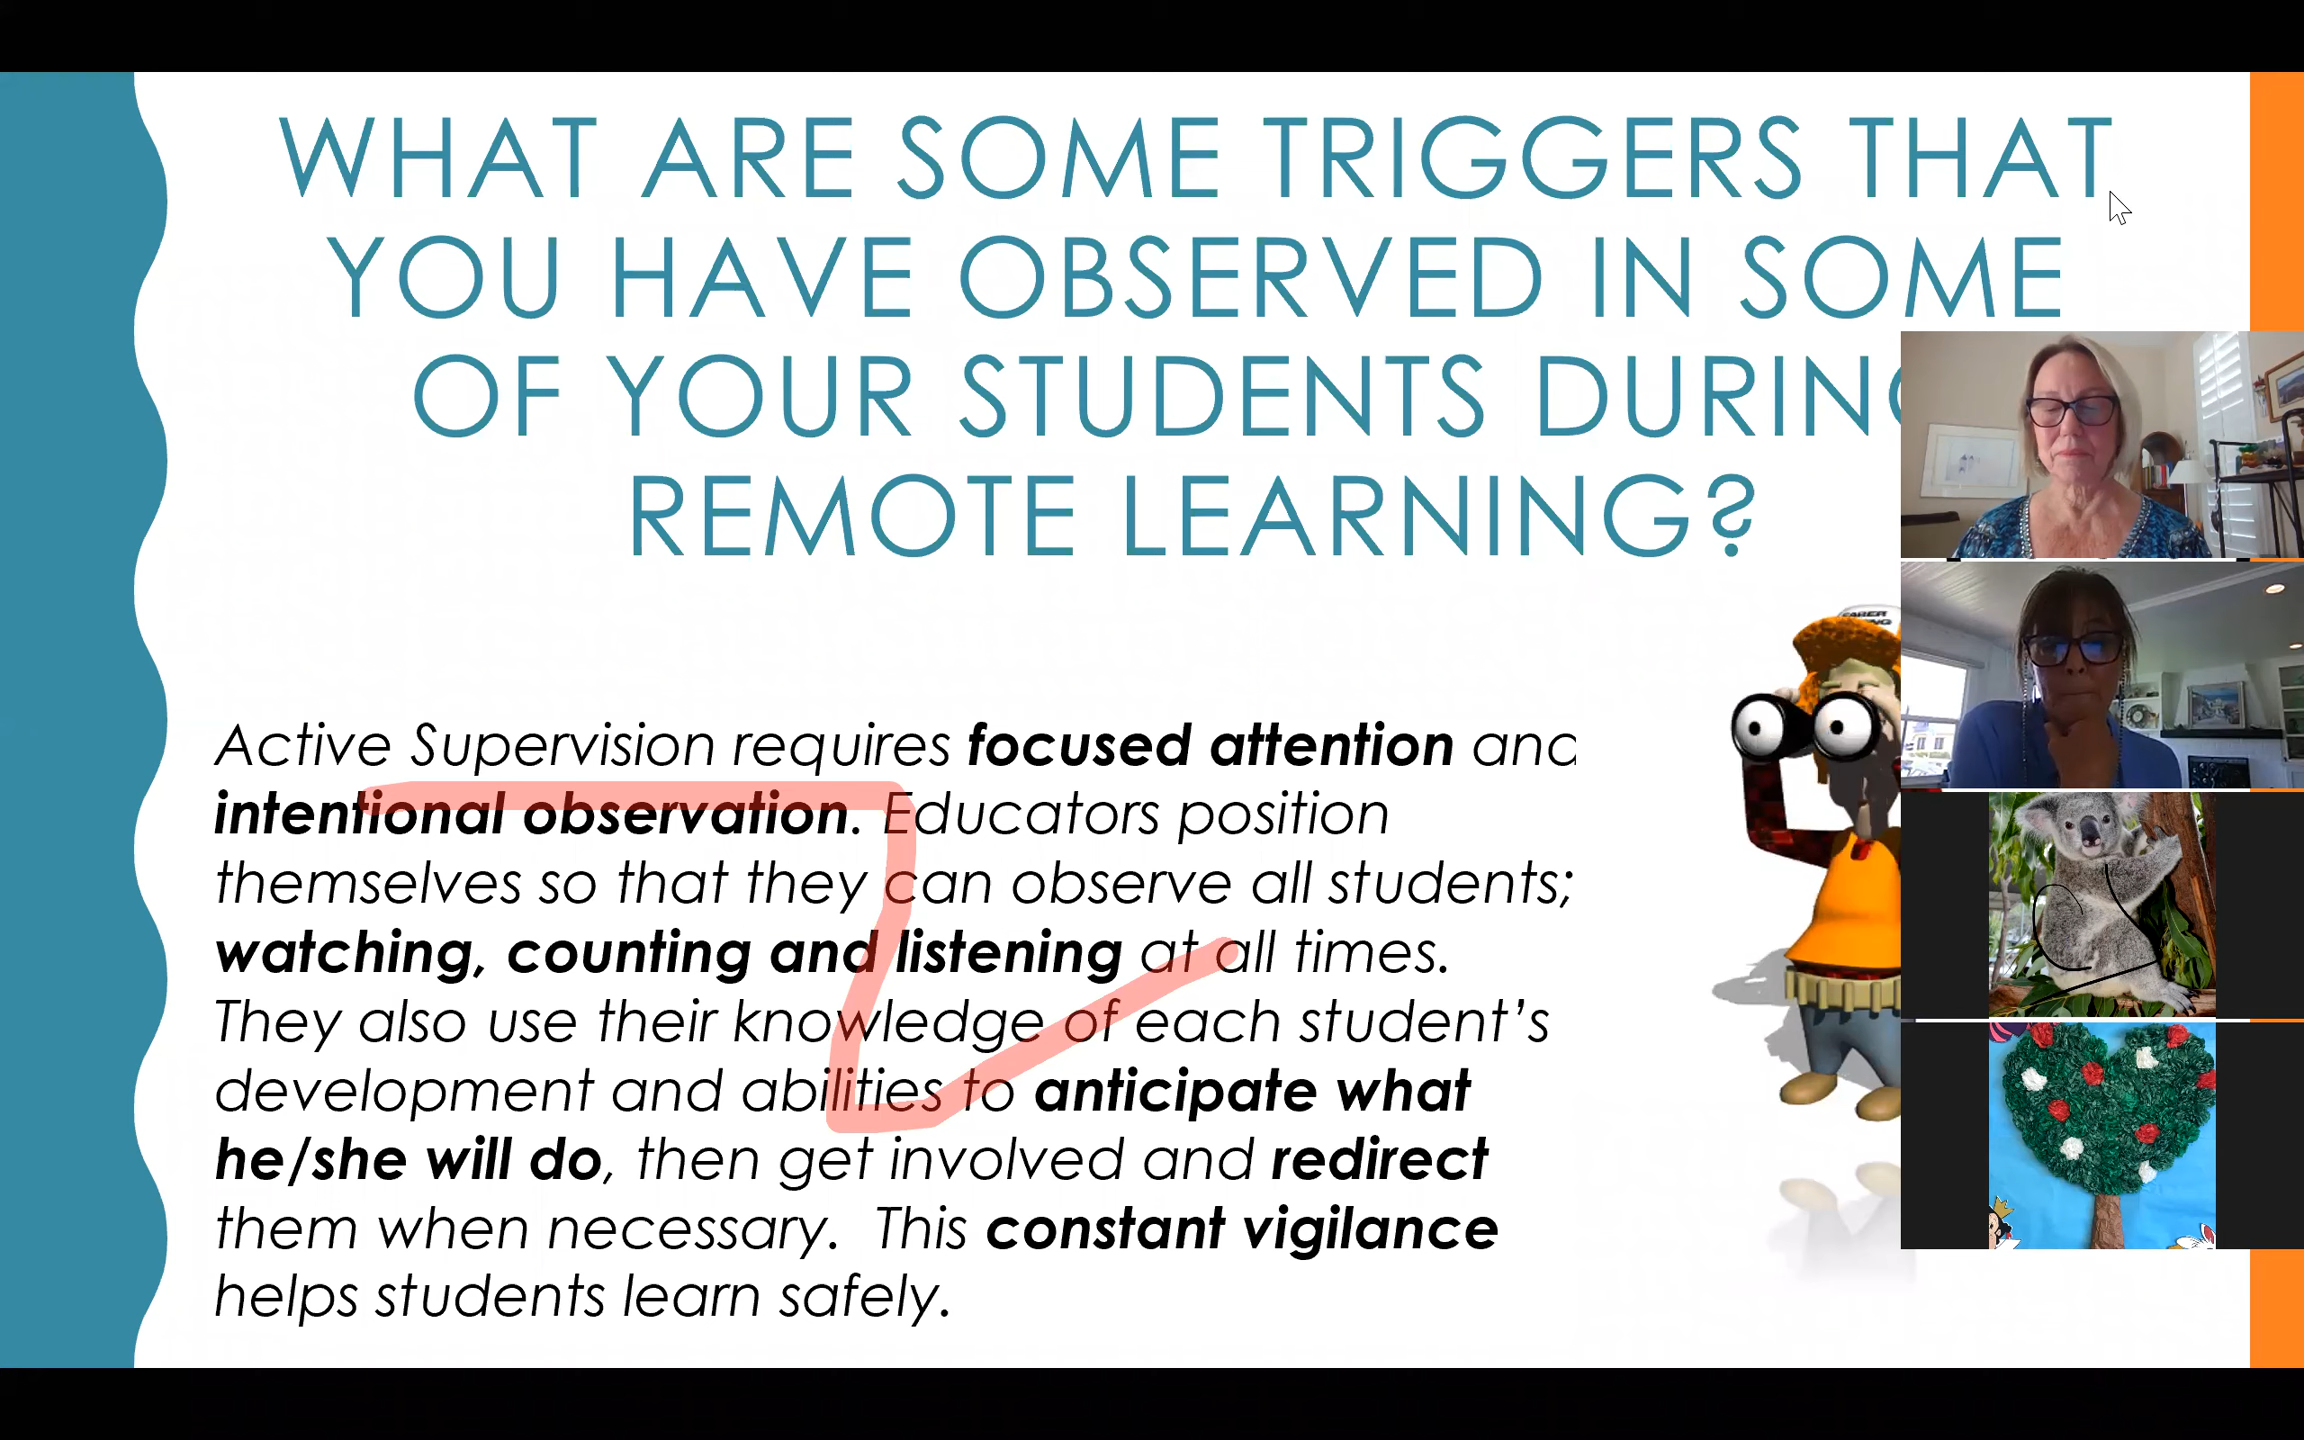 WHAT ARE SOME TRIGGERS THAT
YOU HAVE OBSERVED IN SOME
OF YOUR STUDENTS DURING
REMOTE LEARNING?
Active Supervision requires focused attention and
intentional observation. Educators position
themselves so that they can observe all students;
watching, counting and listening at all times.
They also use their knowledge of each student’s
development and abilities to anticipate what
he/she will do, then get involved and redirect
them when necessary. This constant vigilance
helps students learn safely.